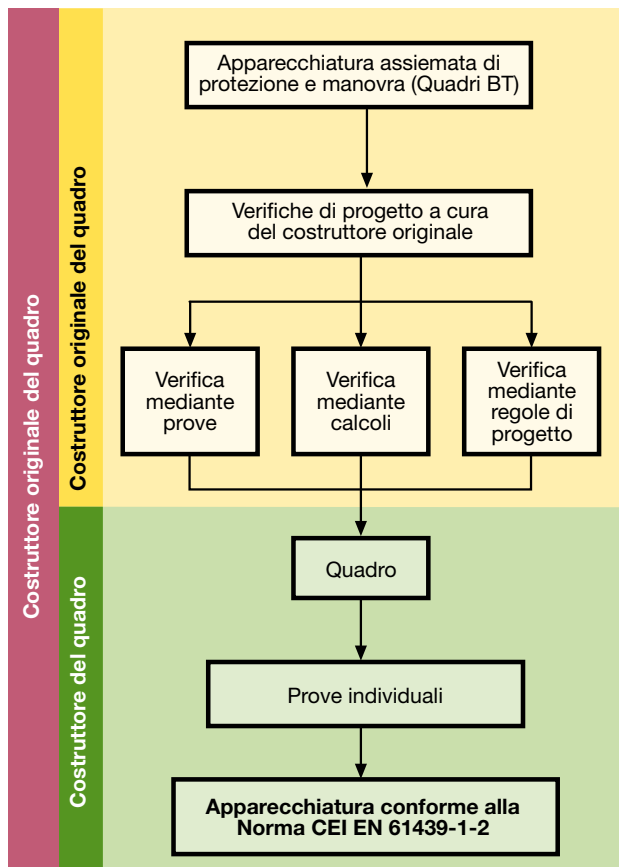 Costruttore originale del quadro
Costruttore originale del quadro
Costruttore del quadro
Apparecchiatura assiemata di
protezione e manovra (Quadri BT)
Verifiche di progetto a cura
del costruttore originale
Verifica
mediante
prove
Verifica
mediante
calcoli
Verifica
mediante
regole di
progetto
Quadro
Prove individuali
Apparecchiatura conforme alla
Norma CEI EN 61439-1-2